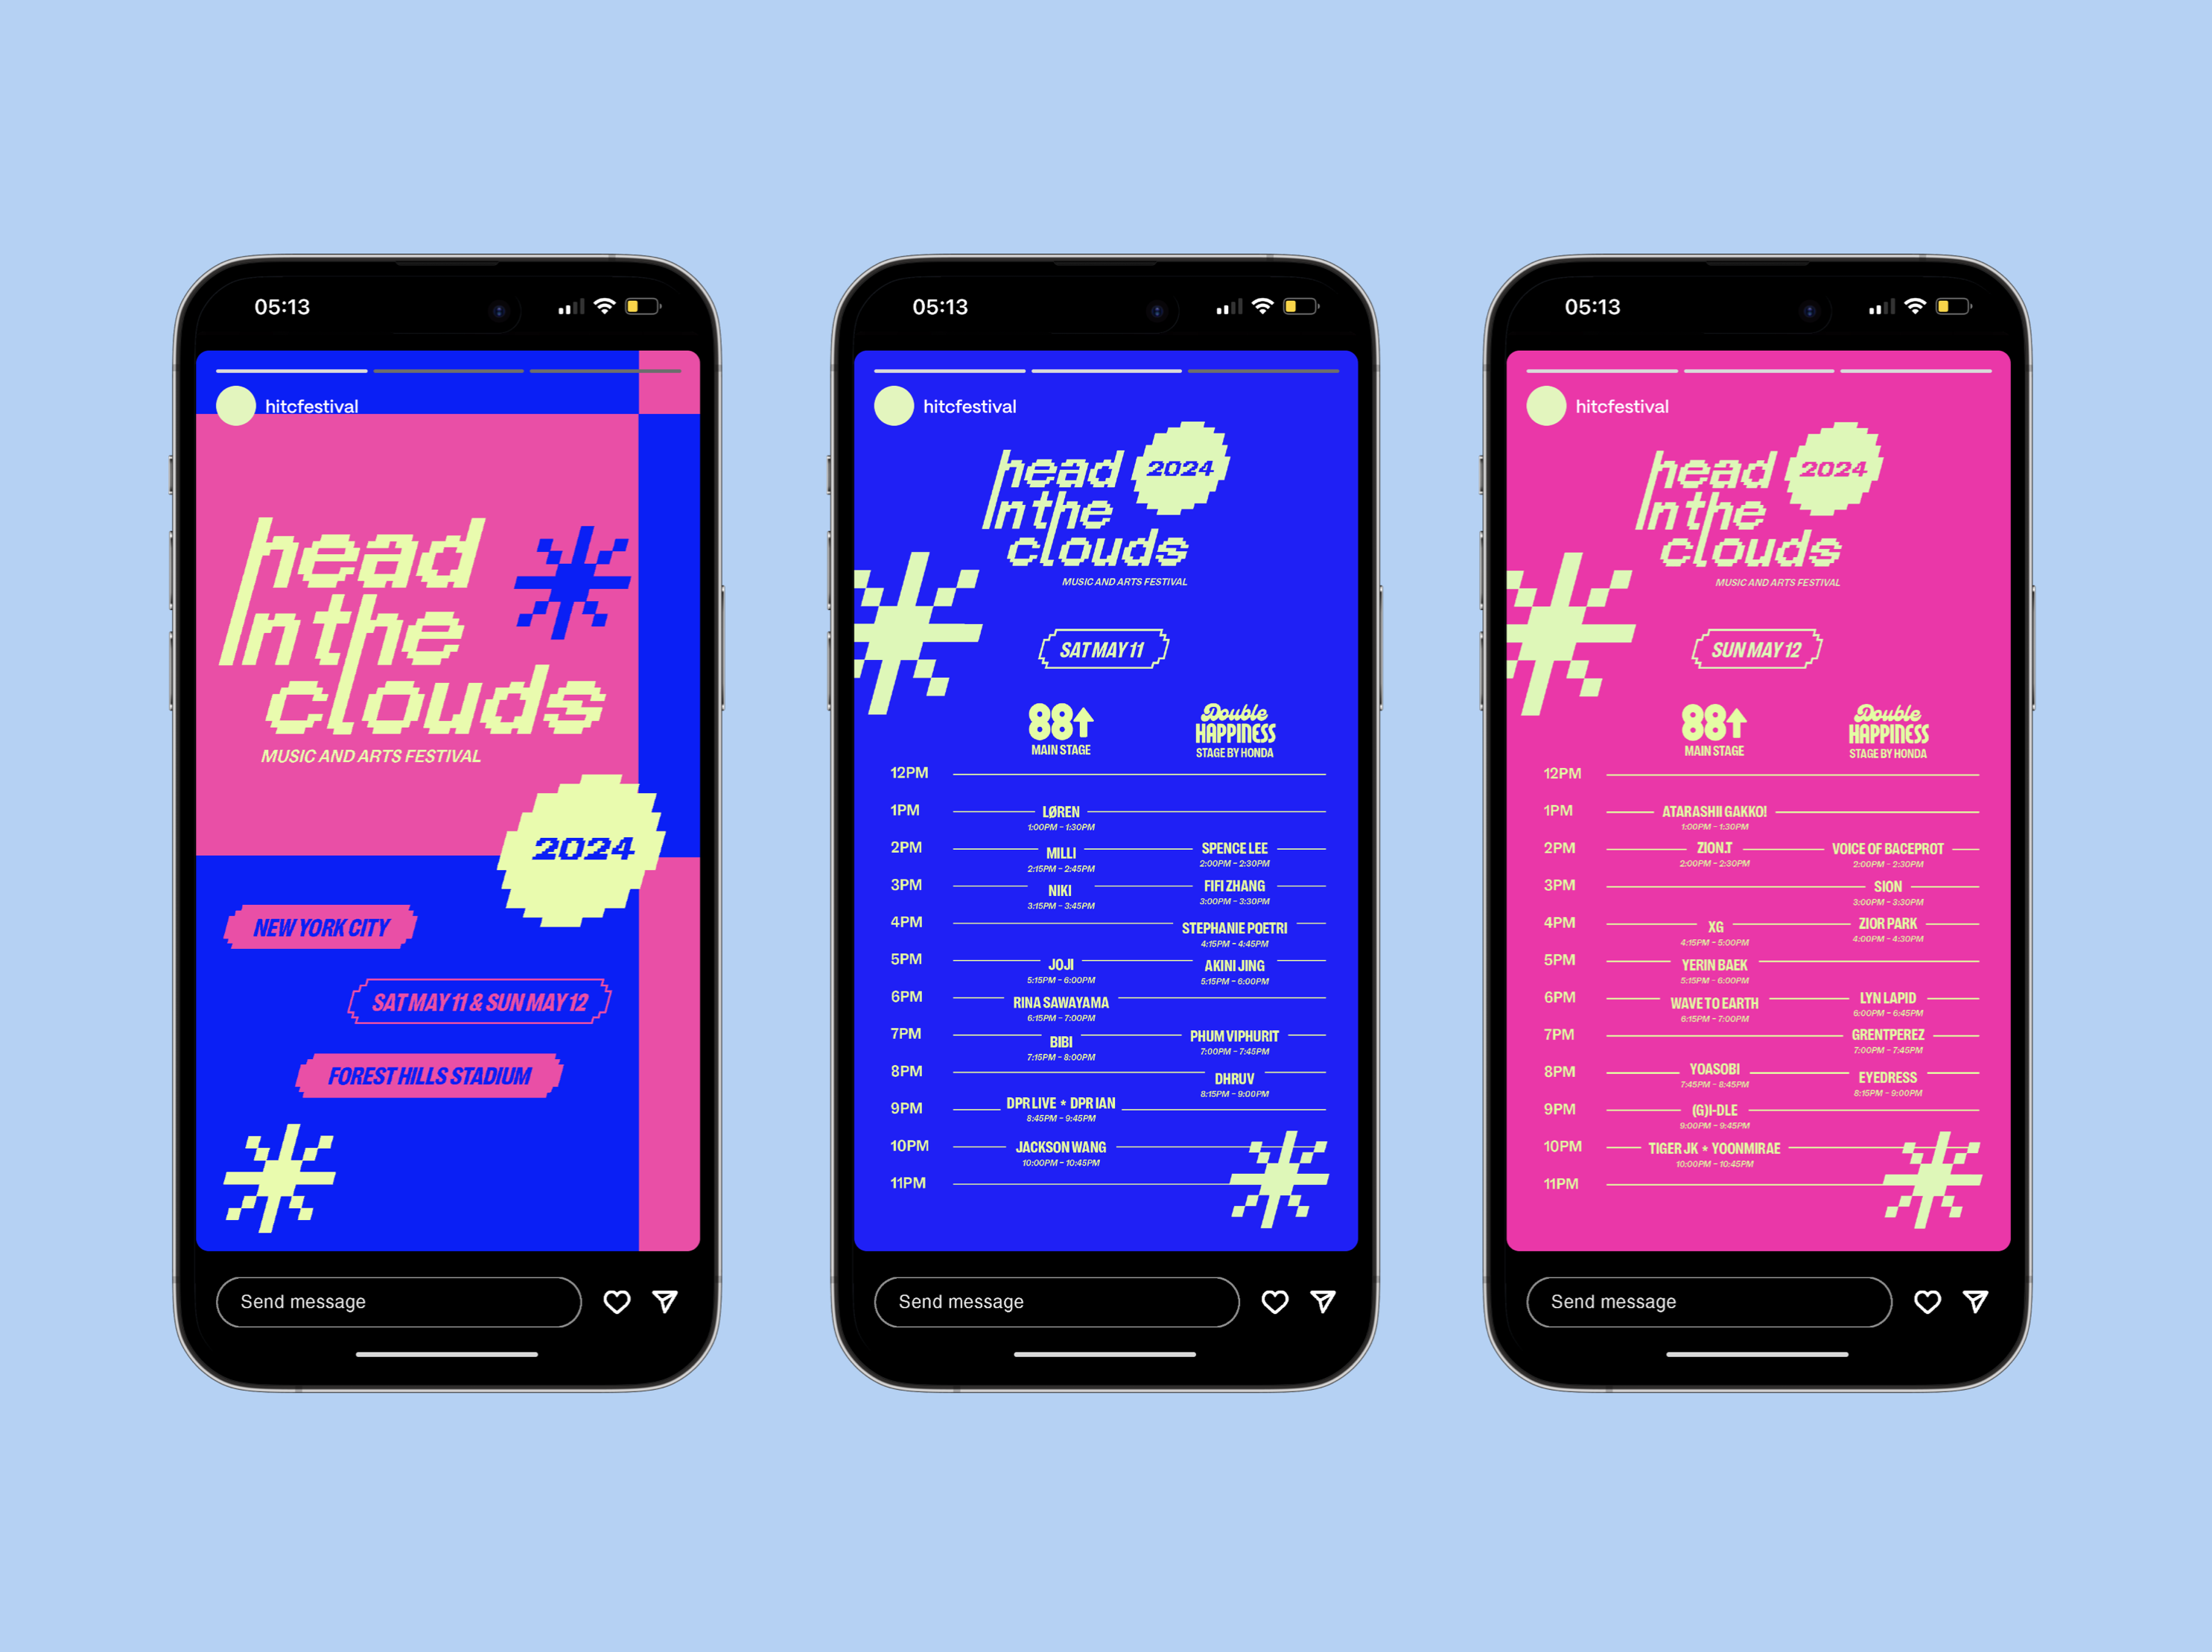 05:13
hitcfestival
head
In the
clouds
MUSIC AND ARTS FESTIVAL
2024
NEW YORK CITY
SAT MAY 11 & SUN MAY 12
FOREST HILLS STADIUM
Send message
05:13
hitcfestival
head
In the
clouds
2024
MUSIC AND ARTS FESTIVAL
SAT MAY 11
88↑
MAIN STAGE
Double
HAPPINESS
STAGE BY HONDA
12PM
1PM
LØREN
1:00PM - 1:30PM
2PM
MILLI
2:15PM - 2:45PM
SPENCE LEE
2:00PM - 2:30PM
3PM
NIKI
3:15PM - 3:45PM
FIFI ZHANG
3:00PM - 3:30PM
4PM
STEPHANIE POETRI
4:15PM - 4:45PM
5PM
JOJI
5:15PM - 6:00PM
AKINI JING
5:15PM - 6:00PM
6PM
RINA SAWAYAMA
6:15PM - 7:00PM
7PM
BIBI
7:15PM - 8:00PM
PHUM VIPHURIT
7:00PM - 7:45PM
8PM
DHRUV
8:15PM - 9:00PM
9PM
DPR LIVE * DPR IAN
8:45PM - 9:45PM
10PM
JACKSON WANG
10:00PM - 10:45PM
11PM
Send message
05:13
hitcfestival
head
In the
clouds
2024
MUSIC AND ARTS FESTIVAL
SUN MAY 12
88↑
MAIN STAGE
Double
HAPPINESS
STAGE BY HONDA
12PM
1PM
ATARASHII GAKKO!
1:00PM - 1:30PM
2PM
ZION.T
2:00PM - 2:30PM
VOICE OF BACEPROT
2:00PM - 2:30PM
3PM
SION
3:00PM - 3:30PM
4PM
XG
4:15PM - 5:00PM
ZIOR PARK
4:00PM - 4:30PM
5PM
YERIN BAEK
5:15PM - 6:00PM
6PM
WAVE TO EARTH
6:15PM - 7:00PM
LYN LAPID
6:00PM - 6:45PM
7PM
GRENTPEREZ
7:00PM - 7:45PM
8PM
YOASOBI
7:45PM - 8:45PM
EYEDRESS
8:15PM - 9:00PM
9PM
(G)I-DLE
9:00PM - 9:45PM
10PM
TIGER JK * YOONMIRAE
10:00PM - 10:45PM
11PM
Send message